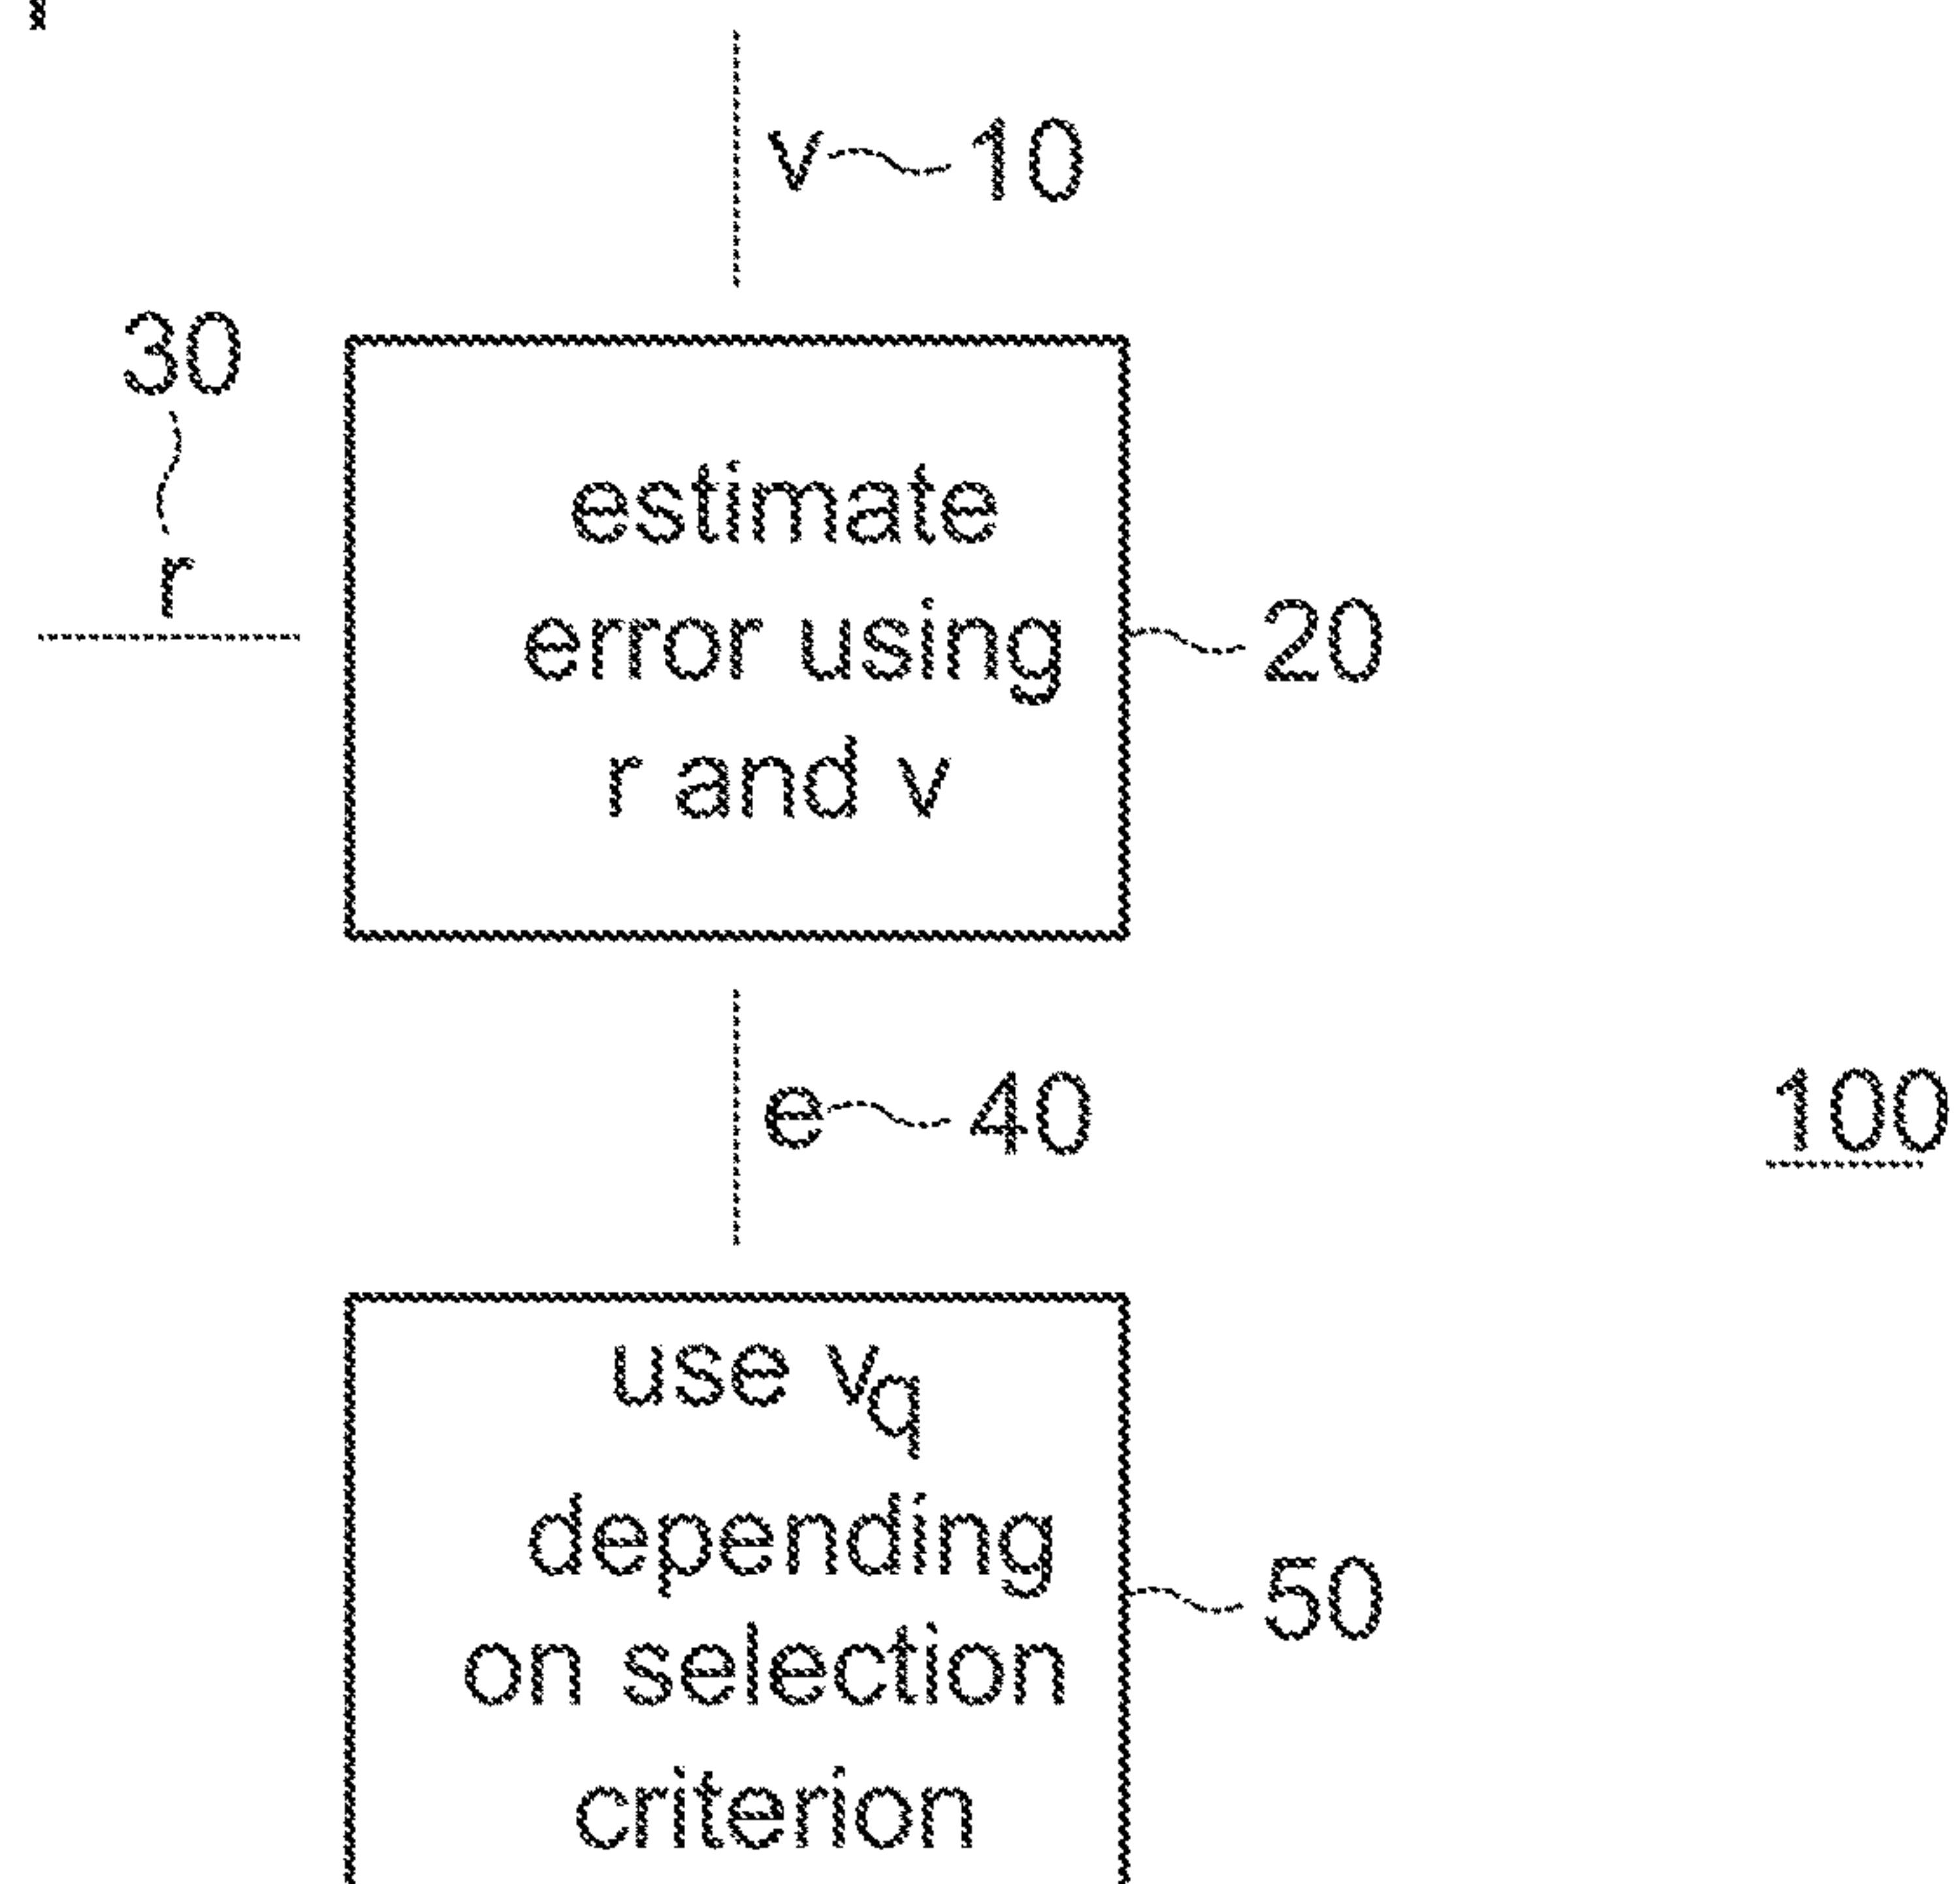 v 10
30
r
estimate
error using
r and v
20
e 40
100
use vq
depending
on selection
criterion
50